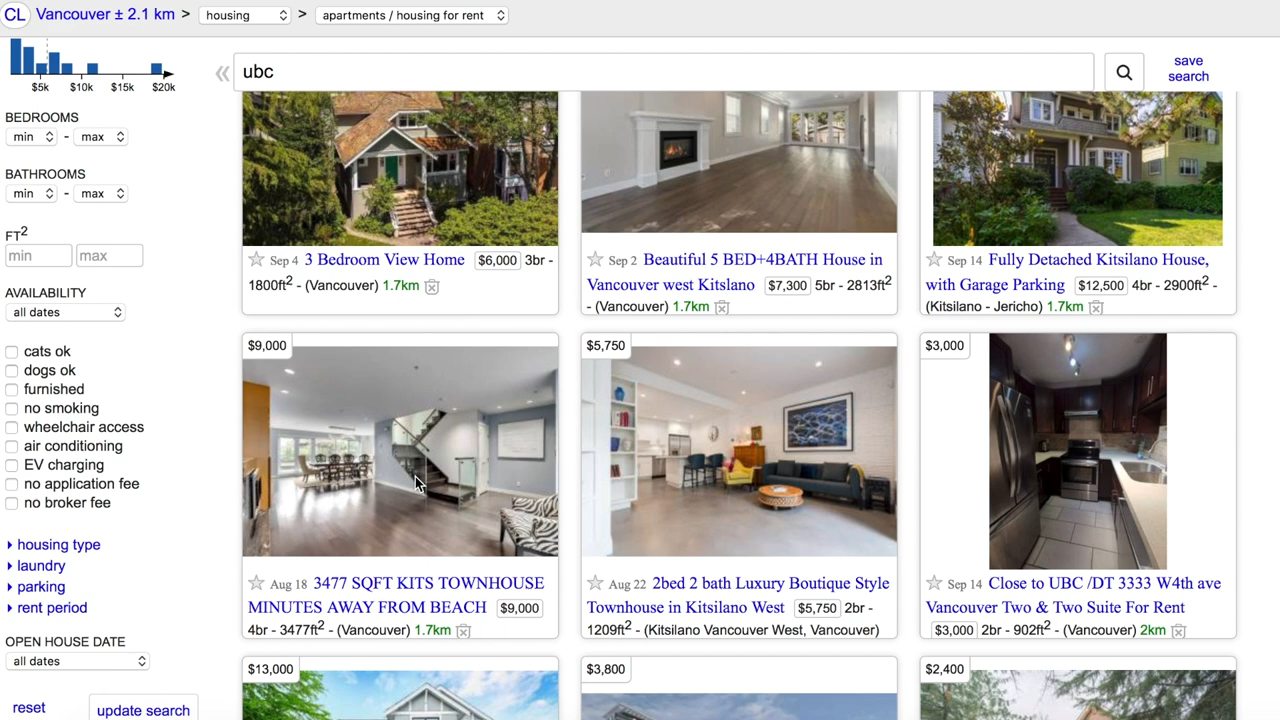 CL Vancouver ± 2.1 km > housing > apartments / housing for rent
$5k $10k $15k $20k
« ubc
save
search
BEDROOMS
min - max
BATHROOMS
min - max
FT2
min max
AVAILABILITY
all dates
cats ok
dogs ok
furnished
no smoking
wheelchair access
air conditioning
EV charging
no application fee
no broker fee
housing type
laundry
parking
rent period
OPEN HOUSE DATE
all dates
reset update search
Sep 4 3 Bedroom View Home $6,000 3br -
1800ft2 - (Vancouver) 1.7km
Sep 2 Beautiful 5 BED+4BATH House in
Vancouver west Kitslano $7,300 5br - 2813ft2
- (Vancouver) 1.7km
Sep 14 Fully Detached Kitsilano House,
with Garage Parking $12,500 4br - 2900ft2 -
(Kitsilano - Jericho) 1.7km
$9,000
Aug 18 3477 SQFT KITS TOWNHOUSE
MINUTES AWAY FROM BEACH $9,000
4br - 3477ft2 - (Vancouver) 1.7km
$5,750
Aug 22 2bed 2 bath Luxury Boutique Style
Townhouse in Kitsilano West $5,750 2br -
1209ft2 - (Kitsilano Vancouver West, Vancouver)
$3,000
Sep 14 Close to UBC /DT 3333 W4th ave
Vancouver Two & Two Suite For Rent
$3,000 2br - 902ft2 - (Vancouver) 2km
$13,000
$3,800
$2,400